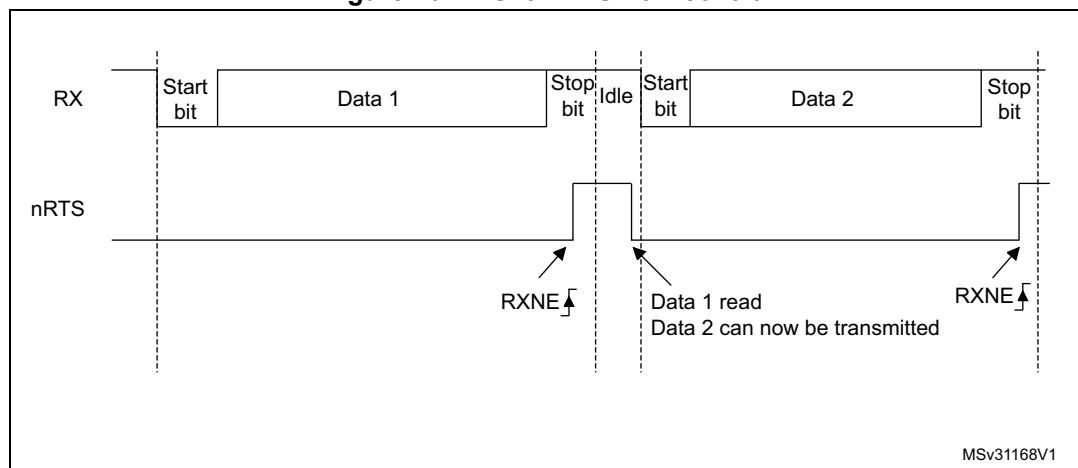 RX
Start
bit
Data 1
Stop
bit
Idle
Start
bit
Data 2
Stop
bit
nRTS
RXNE
Data 1 read
Data 2 can now be transmitted
RXNE
MSv31168V1